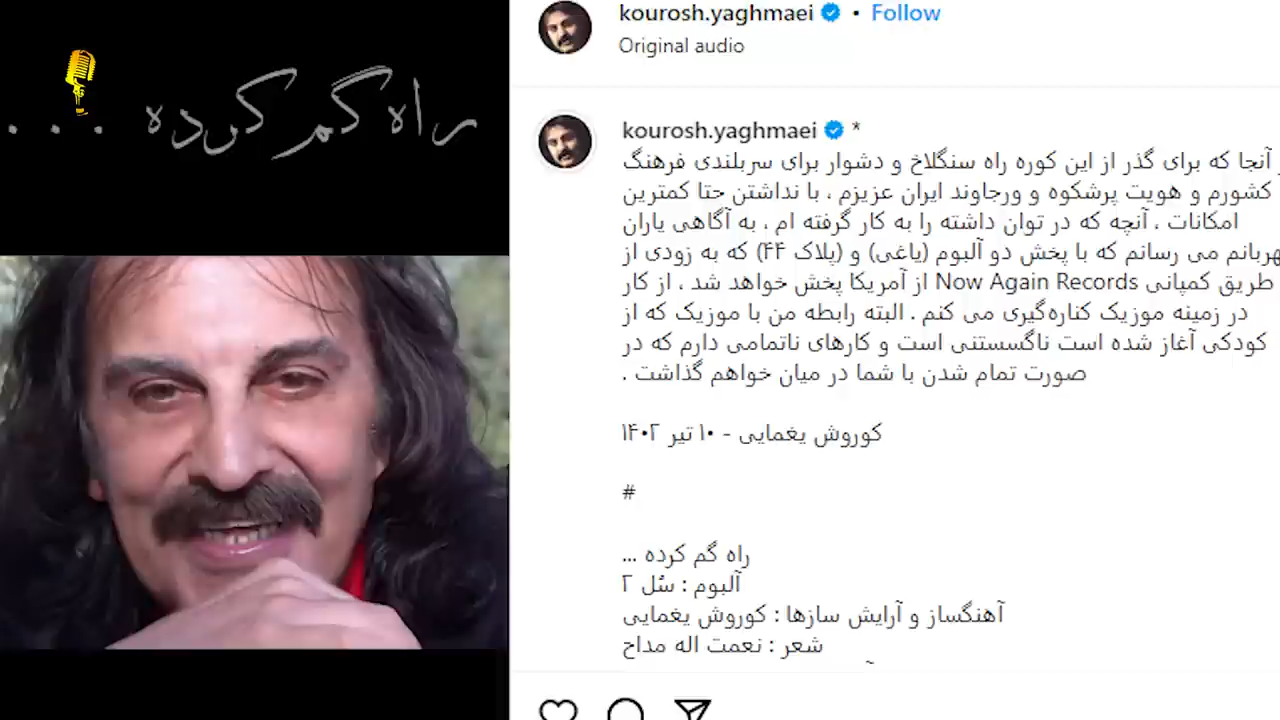 راه گم کرده ...
kourosh.yaghmaei • Follow
Original audio
kourosh.yaghmaei *
آنجا که برای گذر از این کوره راه سنگلاخ و دشوار برای سربلندی فرهنگ
کشورم و هویت پرشکوه و ورجاوند ایران عزیزم ، با نداشتن حتا کمترین
امکانات ، آنچه که در توان داشته را به کار گرفته ام ، به آگاهی یاران
هربانم می رسانم که با پخش دو آلبوم (یاغی) و (پلاک ۴۴) که به زودی از
طریق کمپانی Now Again Records از آمریکا پخش خواهد شد ، از کار
در زمینه موزیک کناره‌گیری می کنم . البته رابطه من با موزیک که از
کودکی آغاز شده است ناگسستنی است و کارهای ناتمامی دارم که در
صورت تمام شدن با شما در میان خواهم گذاشت .
کوروش یغمایی - ۱۰ تیر ۱۴۰۲
#
راه گم کرده ...
آلبوم : سُل ۲
آهنگساز و آرایش سازها : کوروش یغمایی
شعر : نعمت اله مداح